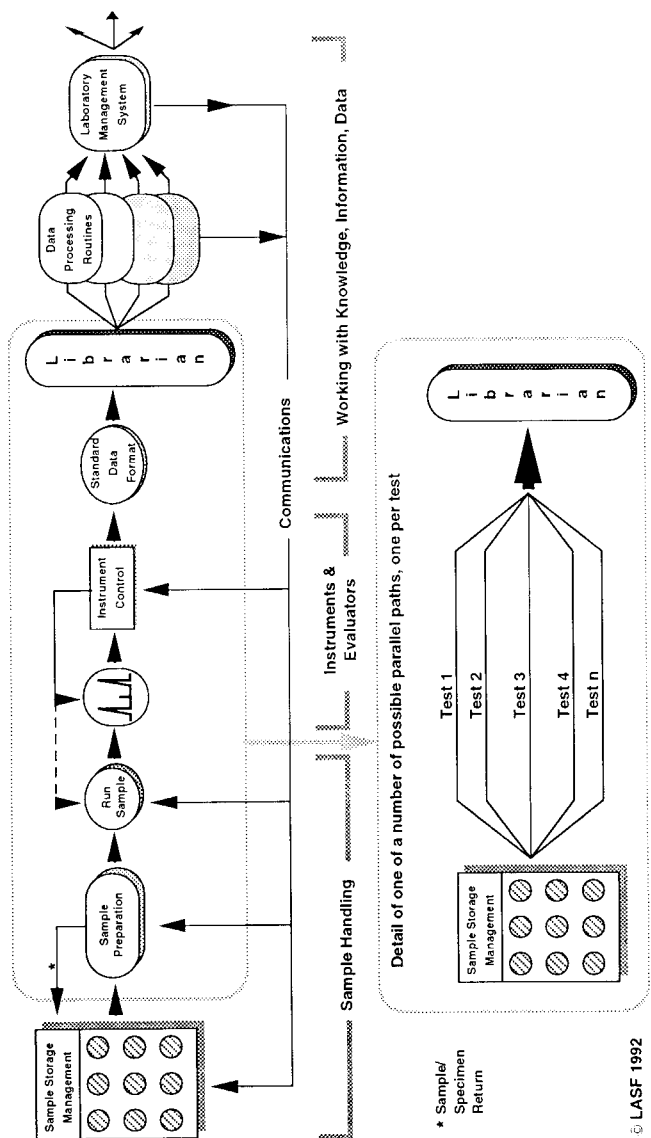 Sample Storage
Management
*
Sample
Preparation
Run
Sample
Instrument
Control
Standard
Data
Format
Librarian
Data
Processing
Routines
Laboratory
Management
System
Communications
Sample Handling
Instruments &
Evaluators
Working with Knowledge, Information, Data
Detail of one of a number of possible parallel paths, one per test
Sample Storage
Management
Test 1
Test 2
Test 3
Test 4
Test n
Librarian
* Sample/
Specimen
Return
© LASF 1992